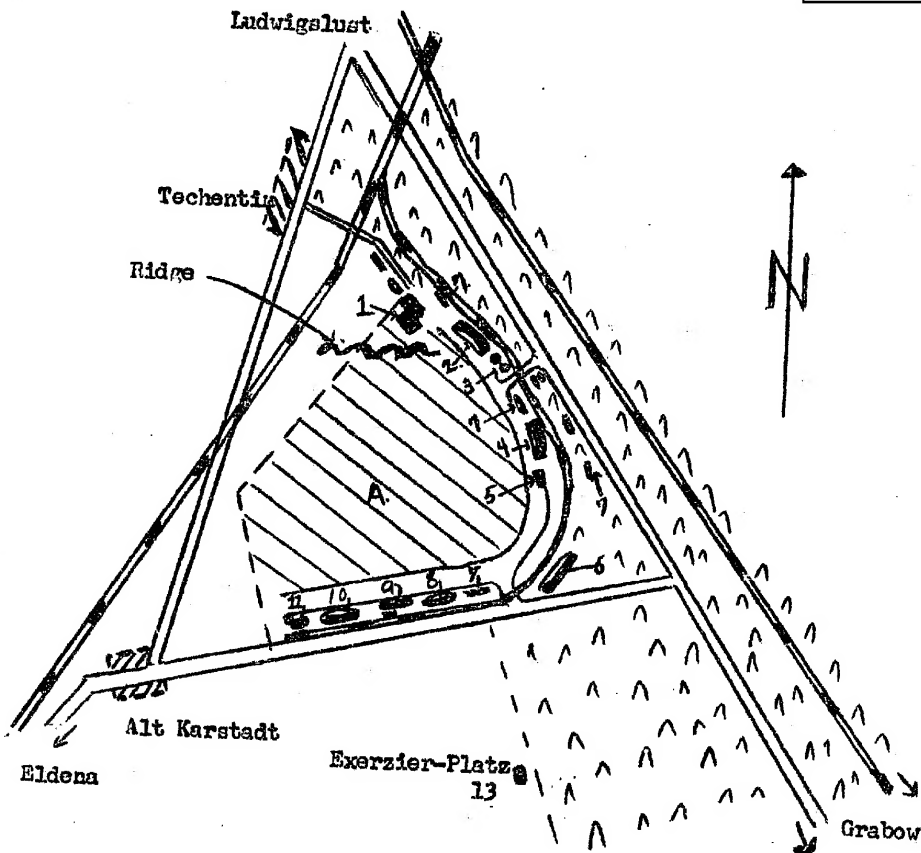 Ludwigslust
Techentin
N
Ridge
1
2
3
4
5
A.
6
11 10 9 8
Alt Karstadt
Exerzier-Platz
13
Eldena
Grabow